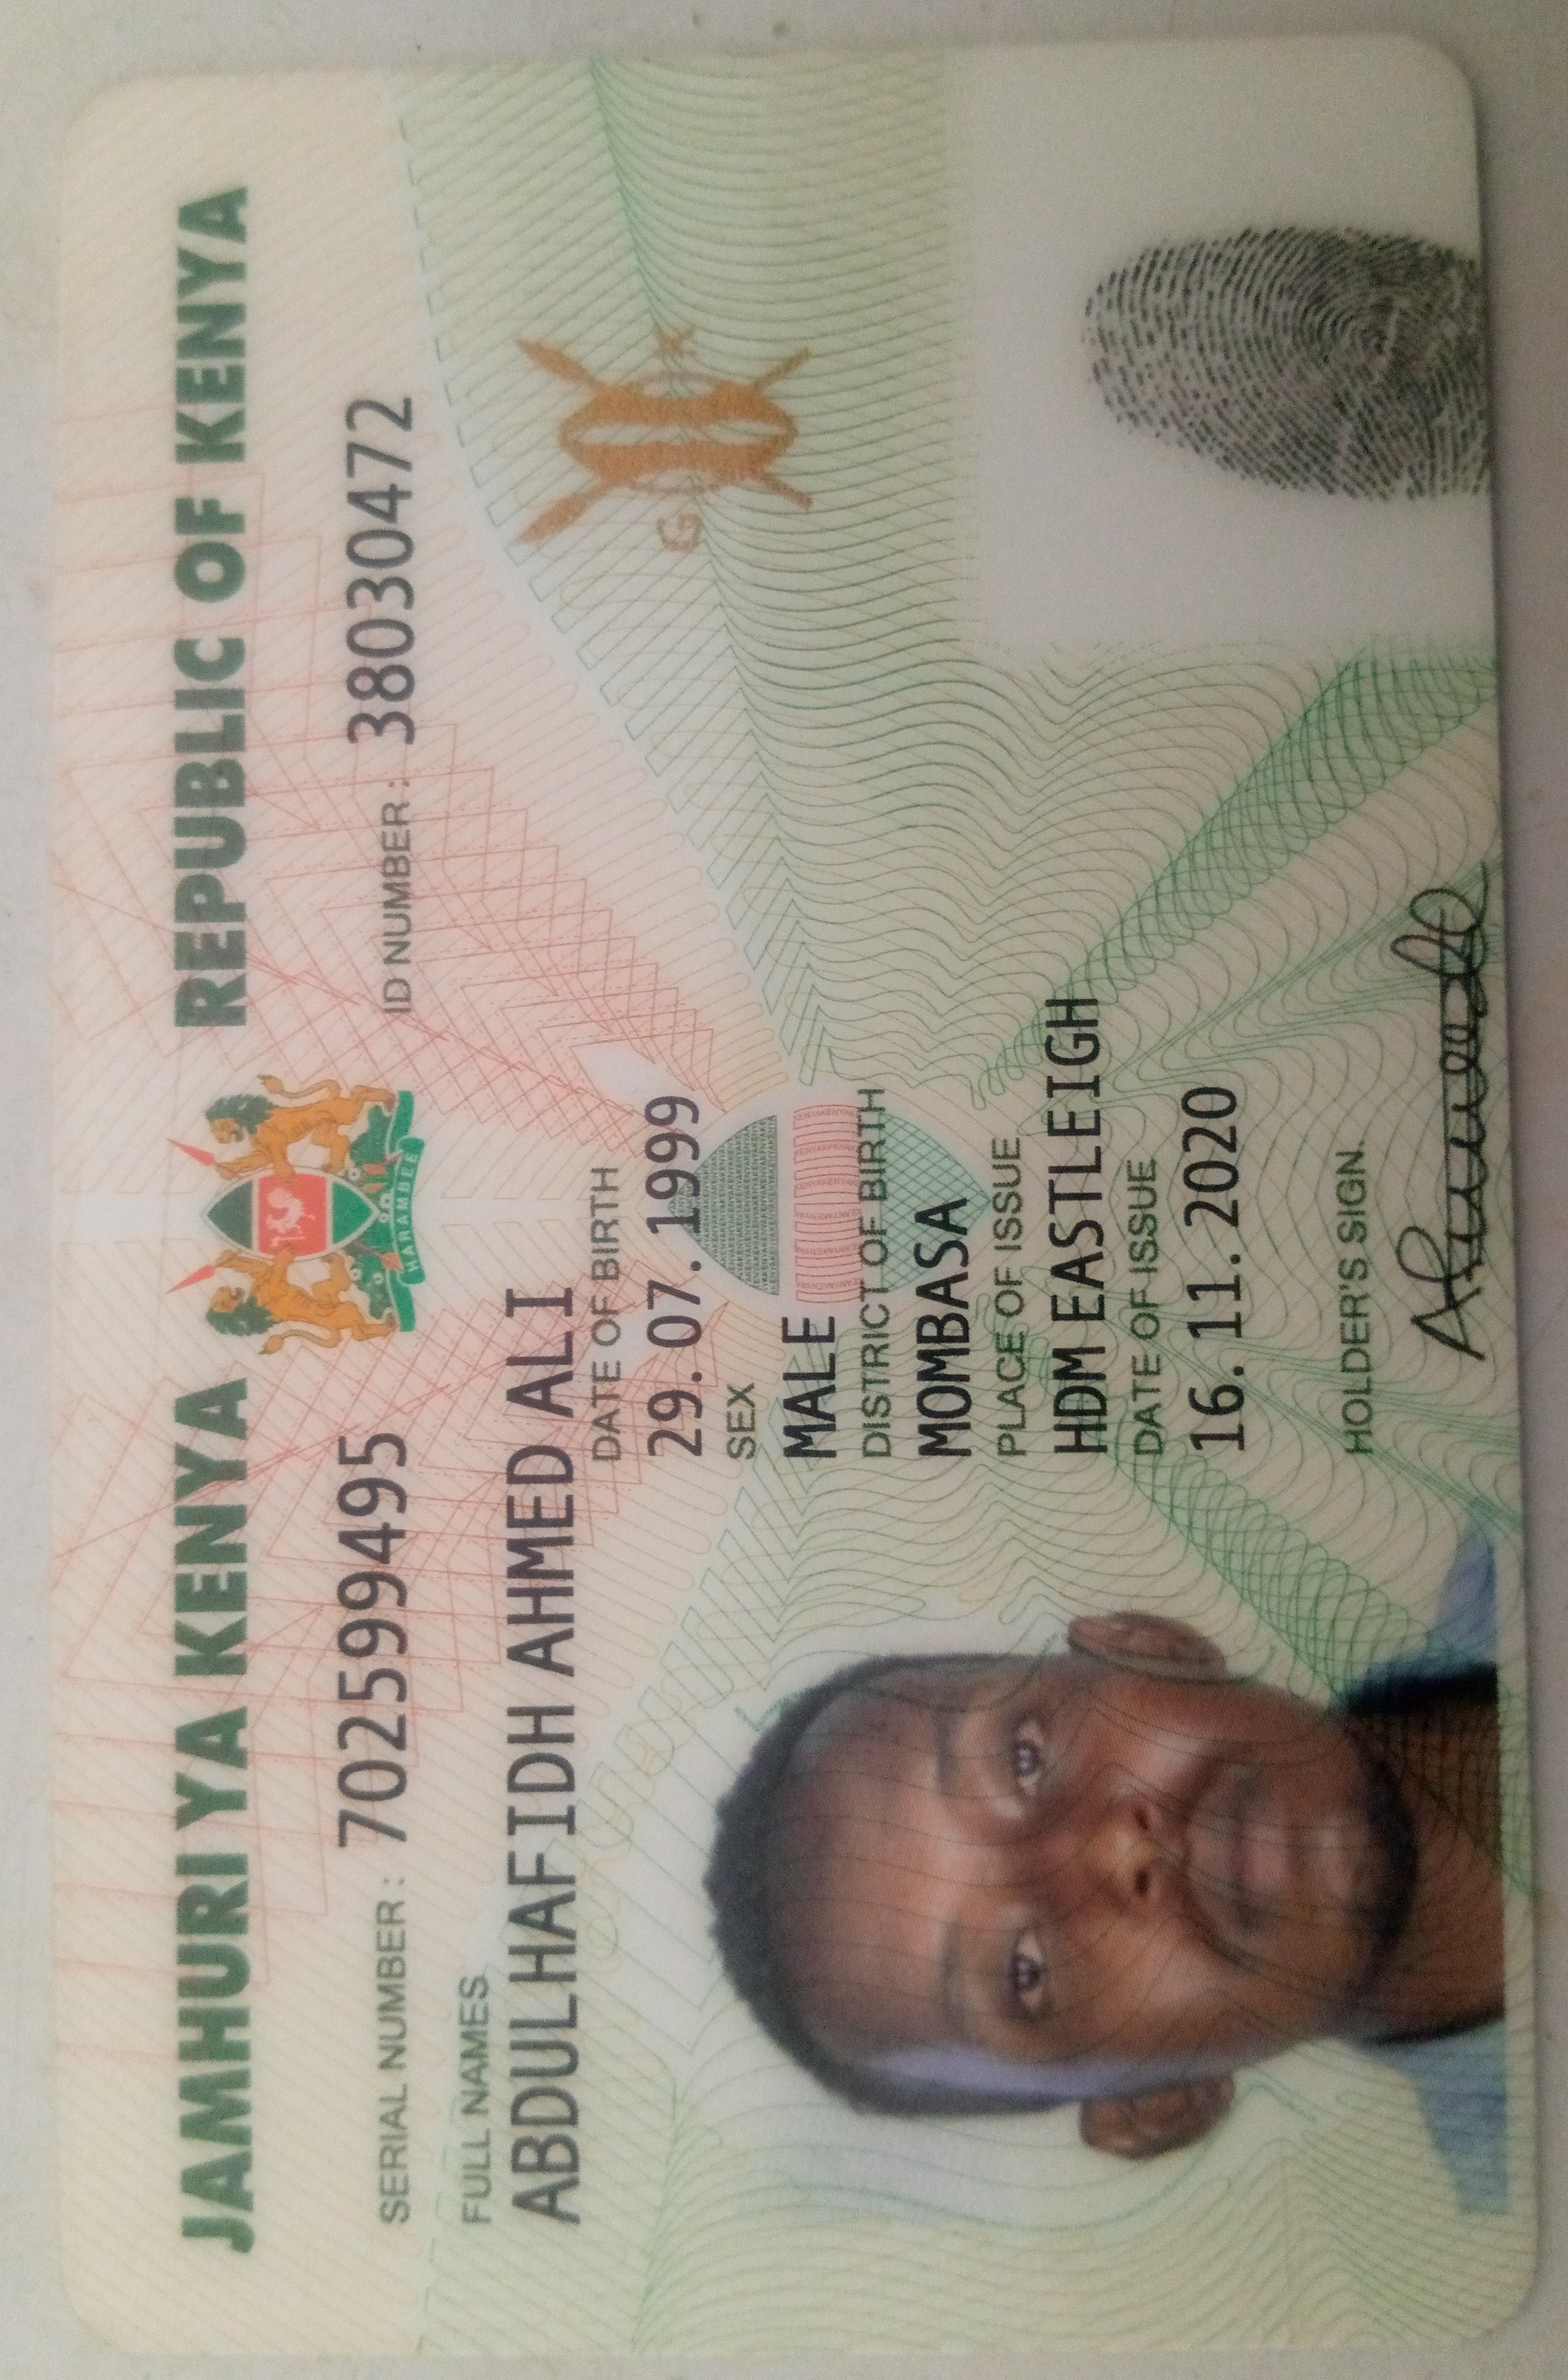 JAMHURI YA KENYA REPUBLIC OF KENYA
HARAMBEE
SERIAL NUMBER : 702599495 ID NUMBER : 38030472
FULL NAMES
ABDULHAFIDH AHMED ALI
DATE OF BIRTH
29.07.1999
SEX
MALE
G K
DISTRICT OF BIRTH
MOMBASA
PLACE OF ISSUE
HDM EASTLEIGH
DATE OF ISSUE
16.11.2020
HOLDER'S SIGN.